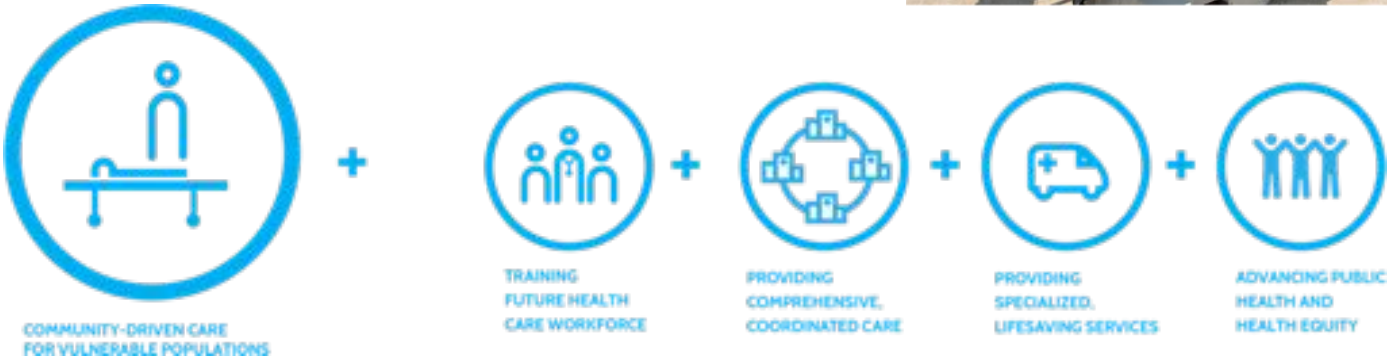 COMMUNITY-DRIVEN CARE
FOR VULNERABLE POPULATIONS
TRAINING
FUTURE HEALTH
CARE WORKFORCE
PROVIDING
COMPREHENSIVE,
COORDINATED CARE
PROVIDING
SPECIALIZED,
LIFESAVING SERVICES
ADVANCING PUBLIC
HEALTH AND
HEALTH EQUITY